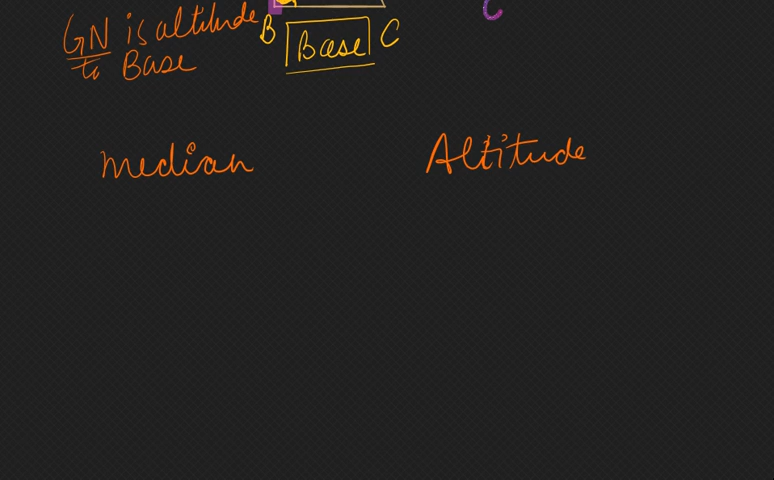 GN is altitude
to Base
B Base C
C
median Altitude